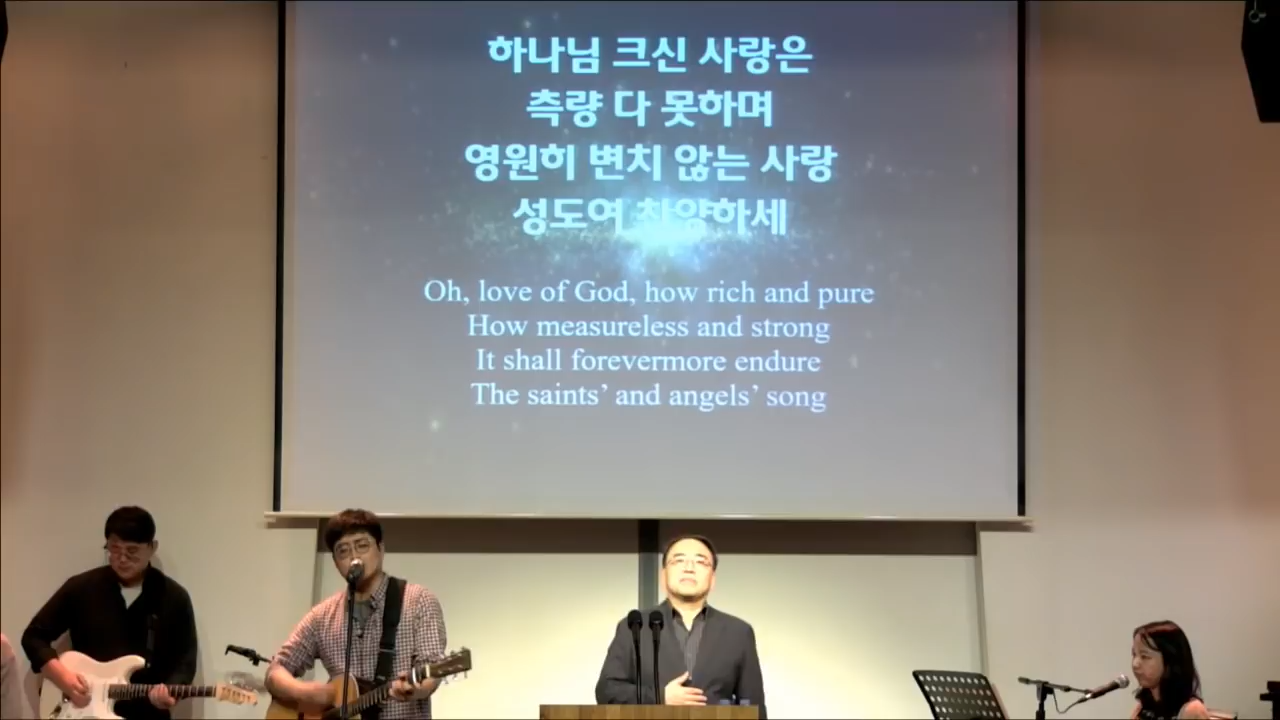 하나님 크신 사랑은
측량 다 못하며
영원히 변치 않는 사랑
성도여 찬양하세
Oh, love of God, how rich and pure
How measureless and strong
It shall forevermore endure
The saints’ and angels’ song